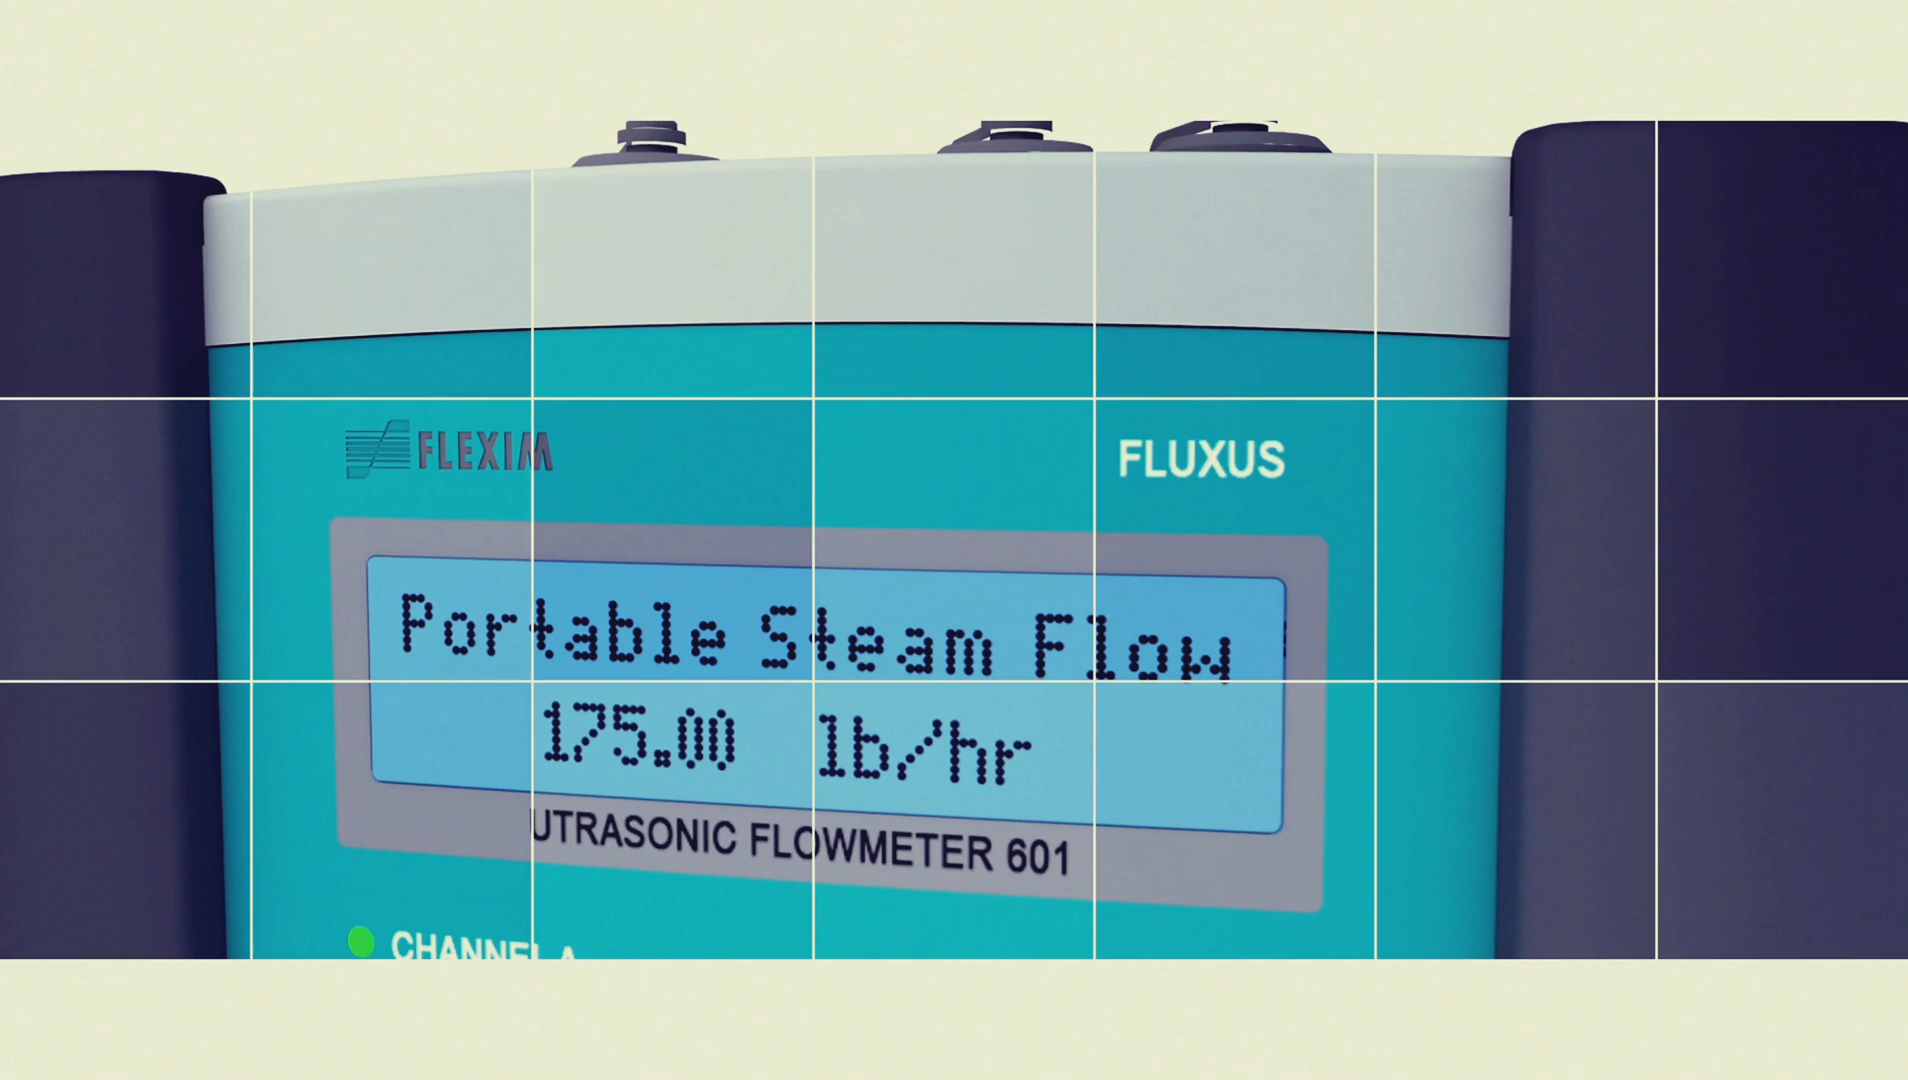 FLEXIM
FLUXUS
Portable Steam Flow
175.00 lb/hr
UTRASONIC FLOWMETER 601
CHANNEL A